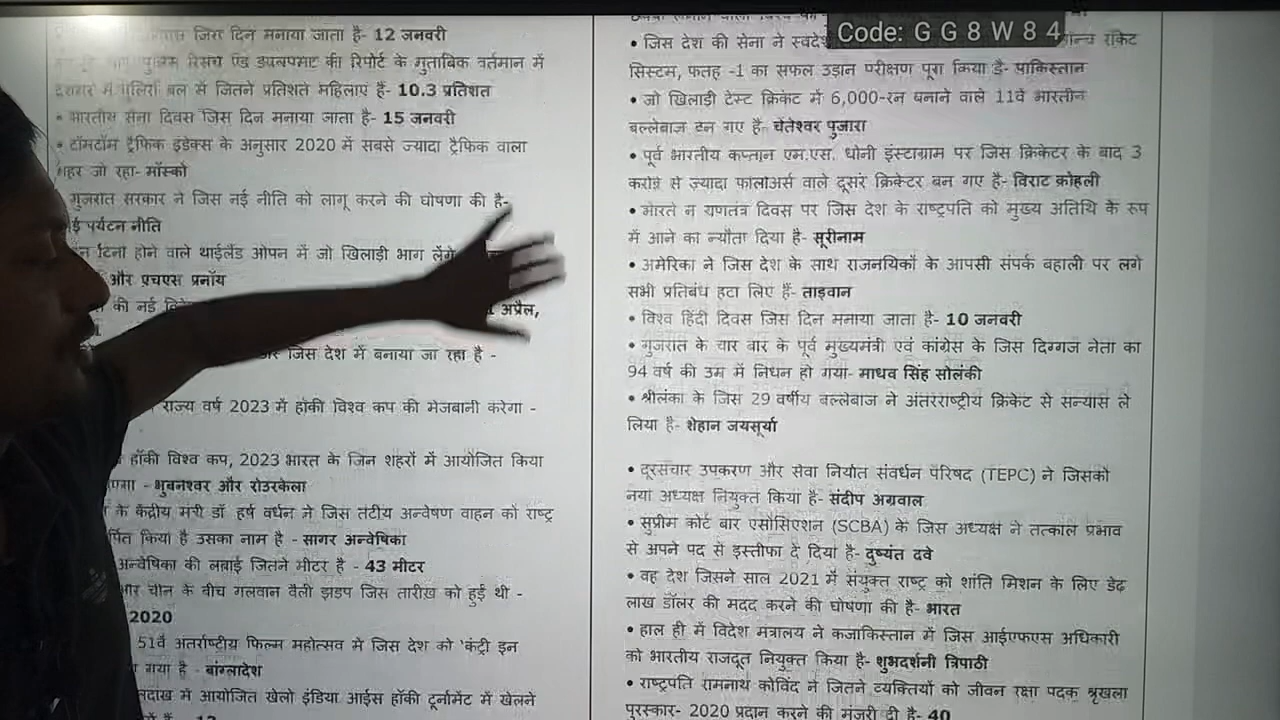 जिस दिन मनाया जाता है- 12 जनवरी
रिसर्च एंड डेवलपमेंट की रिपोर्ट के मुताबिक वर्तमान में
बल में जितने प्रतिशत महिलाएं हैं- 10.3 प्रतिशत
• भारतीय सेना दिवस जिस दिन मनाया जाता है- 15 जनवरी
• टॉमटॉम ट्रैफिक इंडेक्स के अनुसार 2020 में सबसे ज्यादा ट्रैफिक वाला
शहर जो रहा- मॉस्को
गुजरात सरकार ने जिस नई नीति को लागू करने की घोषणा की है-
पर्यटन नीति
होने वाले थाईलैंड ओपन में जो खिलाड़ी भाग लेंगे
और एचएस प्रनॉय
की नई
अप्रैल,
जिस देश में बनाया जा रहा है -
राज्य वर्ष 2023 में हॉकी विश्व कप की मेजबानी करेगा -
हॉकी विश्व कप, 2023 भारत के जिन शहरों में आयोजित किया
- भुबनेश्वर और रोउरकेला
के केंद्रीय मंत्री डॉ हर्ष वर्धन ने जिस तटीय अन्वेषण वाहन को राष्ट्र
किया है उसका नाम है - सागर अन्वेषिका
अन्वेषिका की लंबाई जितने मीटर है - 43 मीटर
और चीन के बीच गलवान वैली झड़प जिस तारीख को हुई थी -
2020
51वें अंतर्राष्ट्रीय फिल्म महोत्सव में जिस देश को 'कंट्री इन
गया है - बांग्लादेश
लद्दाख में आयोजित खेलो इंडिया आईस हॉकी टूर्नामेंट में खेलने
Code: G G 8 W 8 4
• जिस देश की सेना ने रॉकेट
सिस्टम, फतह -1 का सफल उड़ान परीक्षण पूरा किया है- पाकिस्तान
• जो खिलाड़ी टेस्ट क्रिकेट में 6,000-रन बनाने वाले 11वें भारतीय
बल्लेबाज बन गए है- चेतेश्वर पुजारा
• पूर्व भारतीय कप्तान एम.एस. धोनी इंस्टाग्राम पर जिस क्रिकेटर के बाद 3
करोड़ से ज़्यादा फॉलोअर्स वाले दूसरे क्रिकेटर बन गए है- विराट कोहली
• भारत ने गणतंत्र दिवस पर जिस देश के राष्ट्रपति को मुख्य अतिथि के रूप
में आने का न्यौता दिया है- सूरीनाम
• अमेरिका ने जिस देश के साथ राजनयिकों के आपसी संपर्क बहाली पर लगे
सभी प्रतिबंध हटा लिए हैं- ताइवान
• विश्व हिंदी दिवस जिस दिन मनाया जाता है- 10 जनवरी
• गुजरात के चार बार के पूर्व मुख्यमंत्री एवं कांग्रेस के जिस दिग्गज नेता का
94 वर्ष की उम्र में निधन हो गया- माधव सिंह सोलंकी
• श्रीलंका के जिस 29 वर्षीय बल्लेबाज ने अंतरराष्ट्रीय क्रिकेट से सन्यास ले
लिया है- शेहान जयसूर्या
• दूरसंचार उपकरण और सेवा निर्यात संवर्धन परिषद (TEPC) ने जिसको
नया अध्यक्ष नियुक्त किया है- संदीप अग्रवाल
• सुप्रीम कोर्ट बार एसोसिएशन (SCBA) के जिस अध्यक्ष ने तत्काल प्रभाव
से अपने पद से इस्तीफा दे दिया है- दुष्यंत दवे
• वह देश जिसने साल 2021 में संयुक्त राष्ट्र को शांति मिशन के लिए डेढ़
लाख डॉलर की मदद करने की घोषणा की है- भारत
• हाल ही में विदेश मंत्रालय ने कजाकिस्तान में जिस आईएफएस अधिकारी
को भारतीय राजदूत नियुक्त किया है- शुभदर्शनी त्रिपाठी
• राष्ट्रपति रामनाथ कोविंद ने जितने व्यक्तियों को जीवन रक्षा पदक श्रृंखला
पुरस्कार- 2020 प्रदान करने की मंजूरी दी है- 40